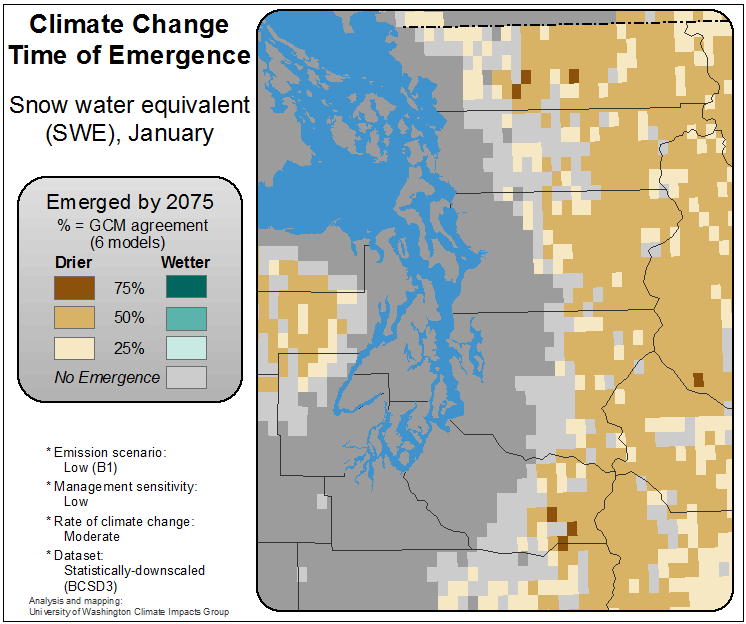 Climate Change
Time of Emergence
Snow water equivalent
(SWE), January
Emerged by 2075
% = GCM agreement
(6 models)
Drier Wetter
75%
50%
25%
No Emergence
* Emission scenario:
Low (B1)
* Management sensitivity:
Low
* Rate of climate change:
Moderate
* Dataset:
Statistically-downscaled
(BCSD3)
Analysis and mapping:
University of Washington Climate Impacts Group